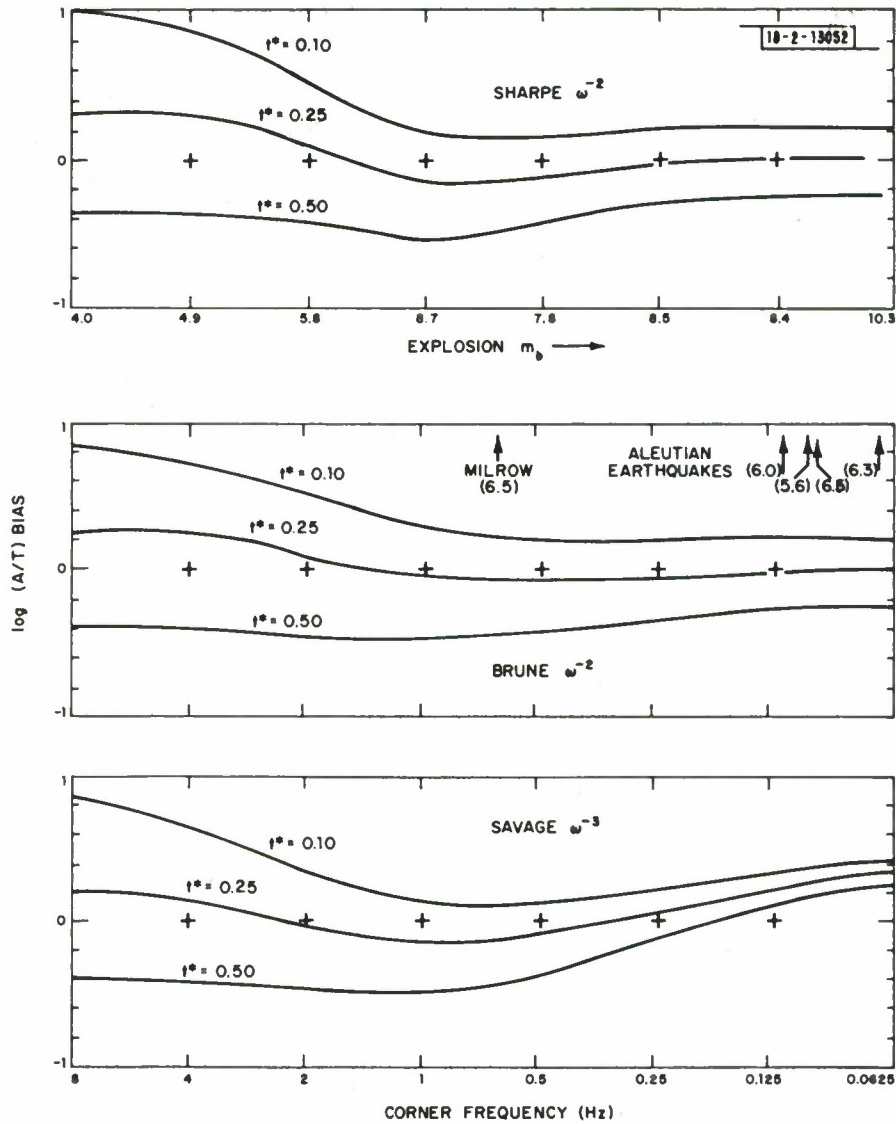 18-2-13052
1
t* = 0.10
SHARPE ω⁻²
t* = 0.25
0
t* = 0.50
-1
4.0 4.9 5.8 6.7 7.6 8.5 9.4 10.3
EXPLOSION m_b
1
t* = 0.10
MILROW
(6.5)
ALEUTIAN
EARTHQUAKES
(6.0) (5.6) (6.3)
t* = 0.25
0
t* = 0.50
BRUNE ω⁻²
-1
log (A/T) BIAS
1
t* = 0.10
SAVAGE ω⁻³
t* = 0.25
0
t* = 0.50
-1
8 4 2 1 0.5 0.25 0.125 0.0625
CORNER FREQUENCY (Hz)